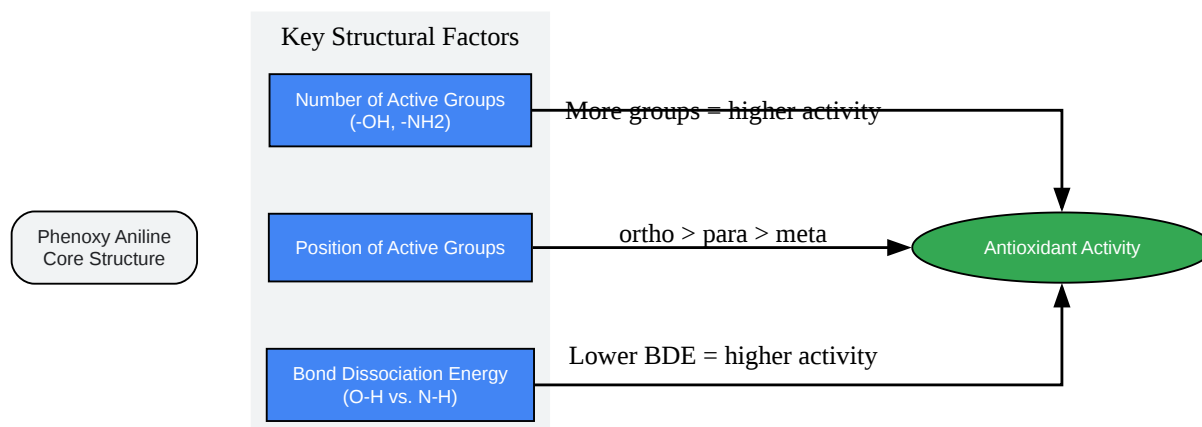 Key Structural Factors
Number of Active Groups
(-OH, -NH2)
More groups = higher activity
Phenoxy Aniline
Core Structure
Position of Active Groups
ortho > para > meta
Antioxidant Activity
Bond Dissociation Energy
(O-H vs. N-H)
Lower BDE = higher activity